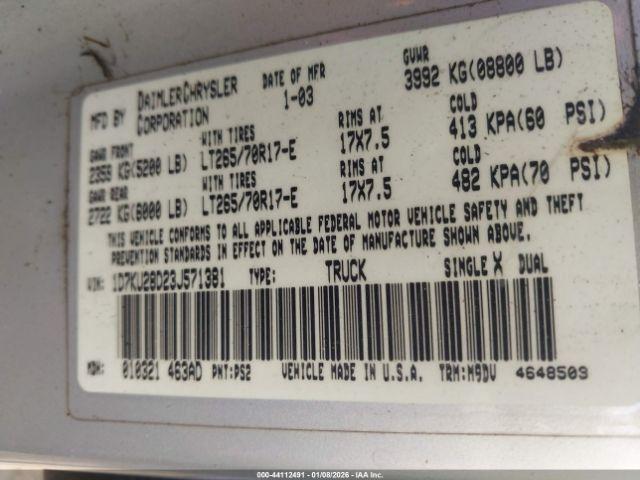 MFD BY DAIMLERCHRYSLER CORPORATION DATE OF MFR 1-03 GVWR 3992 KG(08800 LB)
GAWR FRONT WITH TIRES RIMS AT COLD
2359 KG(5200 LB) LT265/70R17-E 17X7.5 413 KPA(60 PSI)
GAWR REAR WITH TIRES RIMS AT COLD
2722 KG(6000 LB) LT265/70R17-E 17X7.5 482 KPA(70 PSI)
THIS VEHICLE CONFORMS TO ALL APPLICABLE FEDERAL MOTOR VEHICLE SAFETY AND THEFT
PREVENTION STANDARDS IN EFFECT ON THE DATE OF MANUFACTURE SHOWN ABOVE.
VIN: 1D7KU28D23J571381 TYPE: TRUCK SINGLE X DUAL
MDH: 010321 463AD PNT:PS2 VEHICLE MADE IN U.S.A. TRM:M9DV 4648509
000-44112491 - 01/08/2026 - IAAI. Inc.